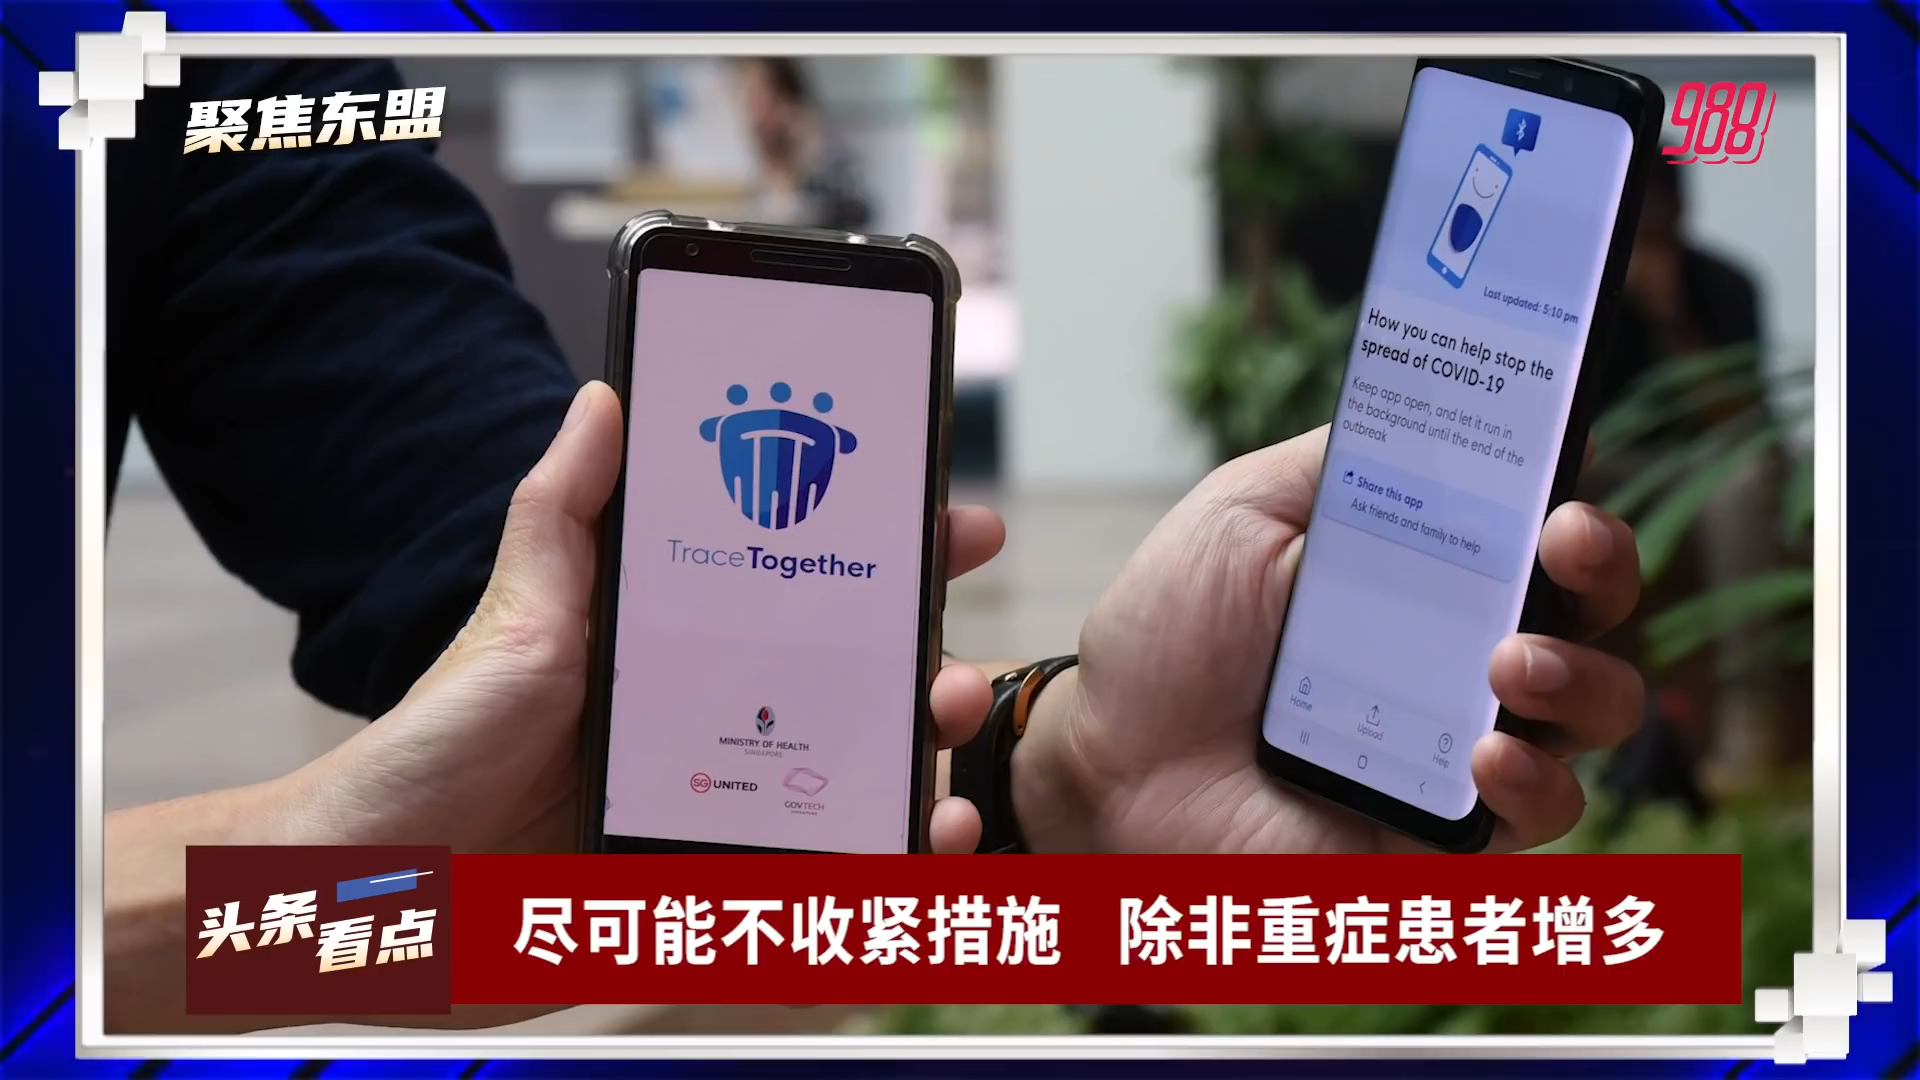 聚焦东盟
988
Last updated: 5:10 pm
How you can help stop the
spread of COVID-19
Keep app open, and let it run in
the background until the end of the
outbreak
Share this app
Ask friends and family to help
Home
Upload
Help
TraceTogether
MINISTRY OF HEALTH
SINGAPORE
SG UNITED
GOVTECH
SINGAPORE
头条看点
尽可能不收紧措施 除非重症患者增多